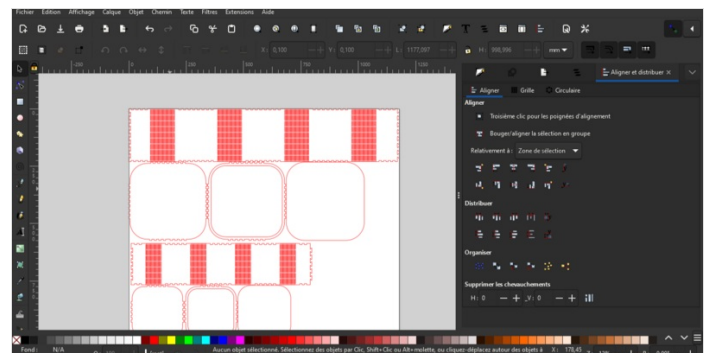 Fichier Edition Affichage Calque Objet Chemin Texte Filtres Extensions Aide
X: 0,100 Y: 0,100 L: 1177,097 H: 998,996 mm
Aligner et distribuer
Aligner Grille Circulaire
Aligner
Troisième clic pour les poignées d'alignement
Bouger/aligner la sélection en groupe
Relativement à: Zone de sélection
Distribuer
Organiser
Supprimer les chevauchements
H: 0 V: 0
Fond: N/A Aucun objet sélectionné. Sélectionnez des objets par Clic, Shift+Clic ou Alt+molette, ou cliquez-déplacez autour des objets à X: 178,45